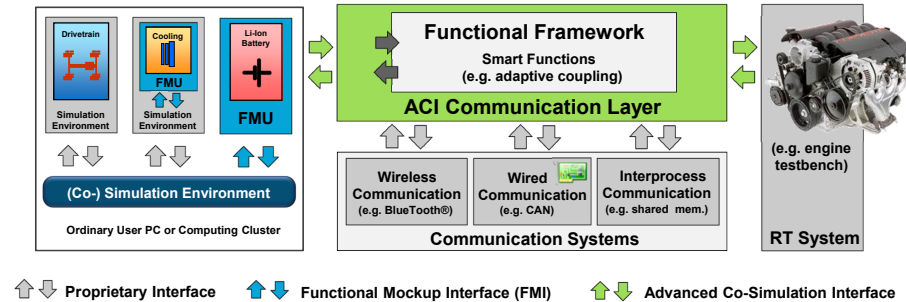 Drivetrain
Simulation
Environment
Cooling
FMU
Simulation
Environment
Li-Ion
Battery
FMU
(Co-) Simulation Environment
Ordinary User PC or Computing Cluster
Functional Framework
Smart Functions
(e.g. adaptive coupling)
ACI Communication Layer
Wireless
Communication
(e.g. BlueTooth®)
Wired
Communication
(e.g. CAN)
Interprocess
Communication
(e.g. shared mem.)
Communication Systems
(e.g. engine
testbench)
RT System
Proprietary Interface
Functional Mockup Interface (FMI)
Advanced Co-Simulation Interface